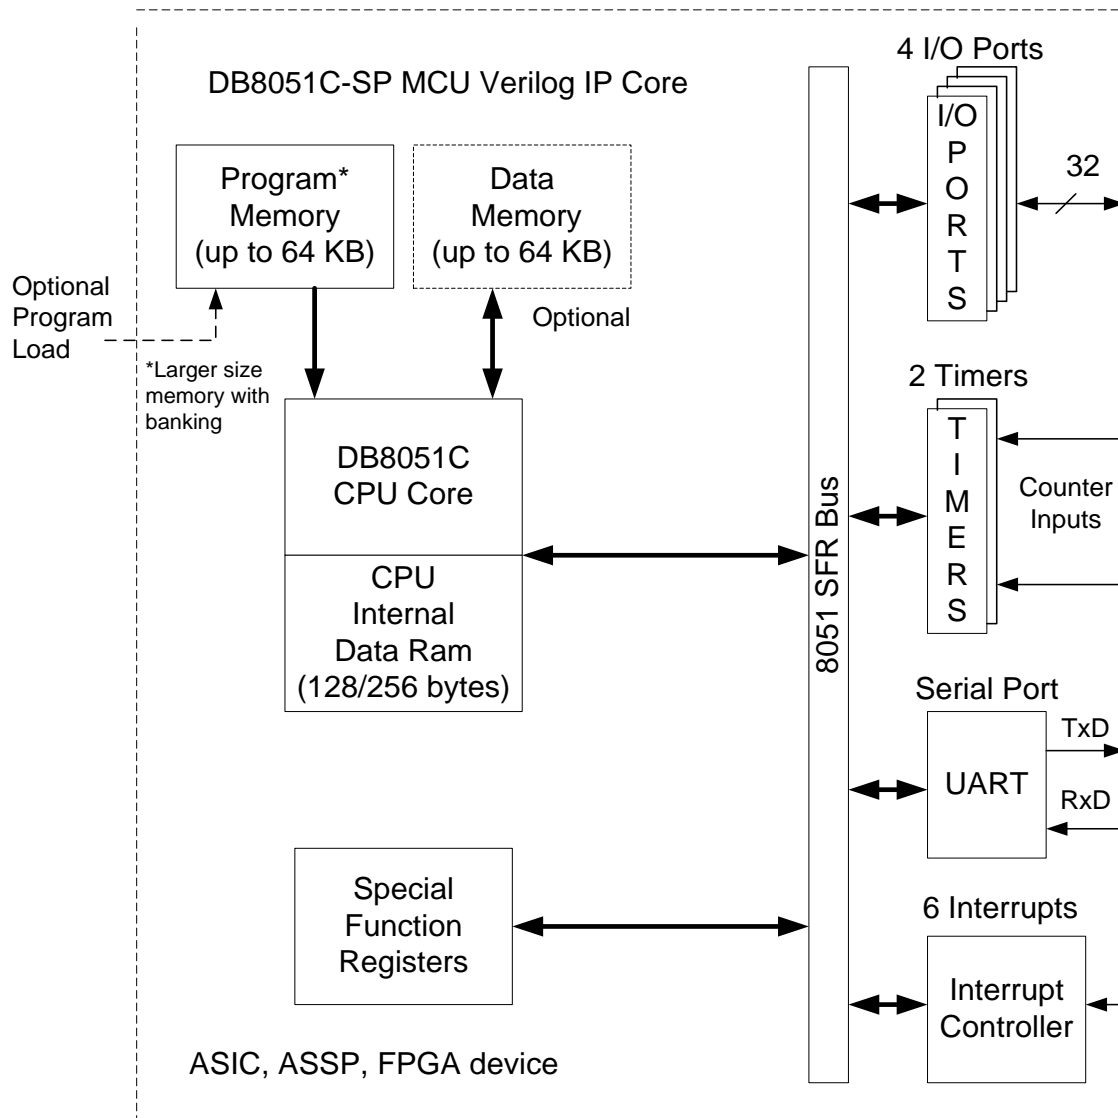 4 I/O Ports
DB8051C-SP MCU Verilog IP Core
I/O
P
O
R
T
S
32
Program*
Memory
(up to 64 KB)
Data
Memory
(up to 64 KB)
Optional
Program
Load
Optional
*Larger size
memory with
banking
2 Timers
T
I
M
E
R
S
Counter
Inputs
DB8051C
CPU Core
CPU
Internal
Data Ram
(128/256 bytes)
8051 SFR Bus
Serial Port
UART
TxD
RxD
Special
Function
Registers
6 Interrupts
Interrupt
Controller
ASIC, ASSP, FPGA device